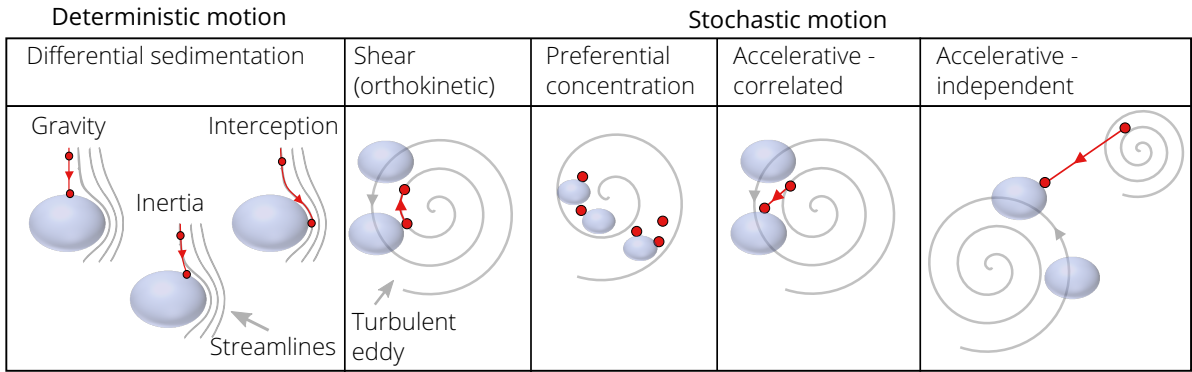 Deterministic motion
Stochastic motion
Differential sedimentation
Shear
(orthokinetic)
Preferential
concentration
Accelerative -
correlated
Accelerative -
independent
Gravity
Interception
Inertia
Streamlines
Turbulent
eddy